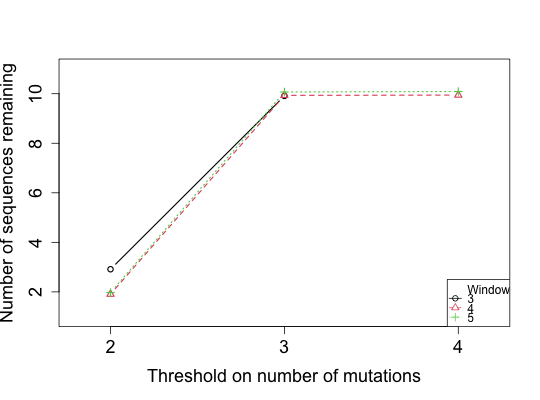 Number of sequences remaining
10
8
6
4
2
2 3 4
Threshold on number of mutations
Window
3
4
5